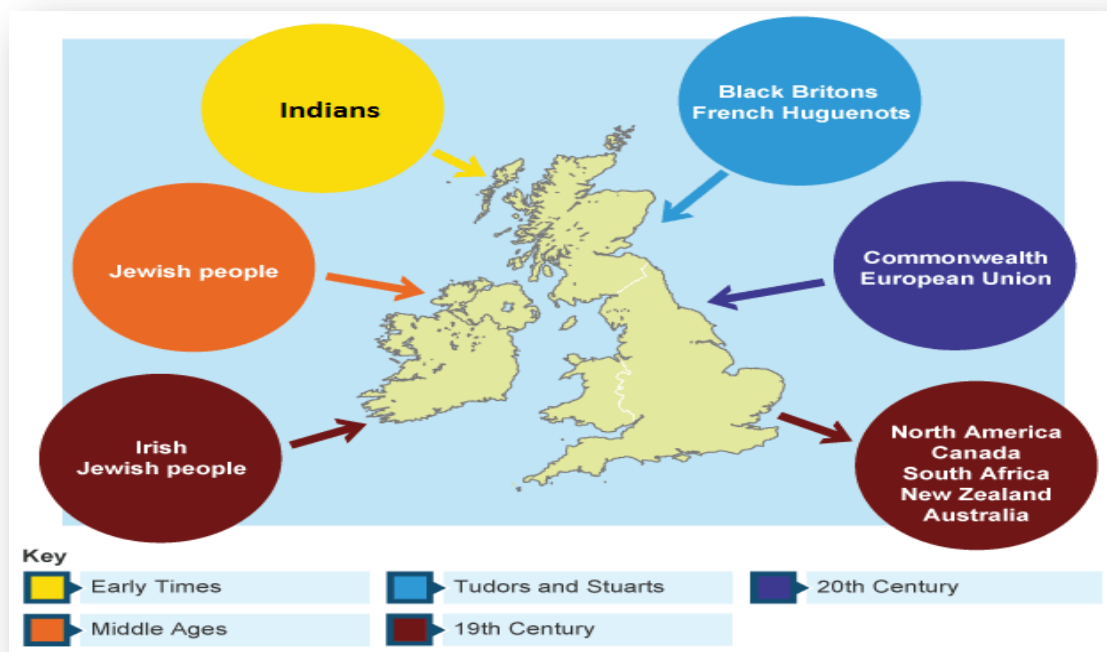 Indians
Black Britons
French Huguenots
Jewish people
Commonwealth
European Union
Irish
Jewish people
North America
Canada
South Africa
New Zealand
Australia
Key
Early Times
Tudors and Stuarts
20th Century
Middle Ages
19th Century